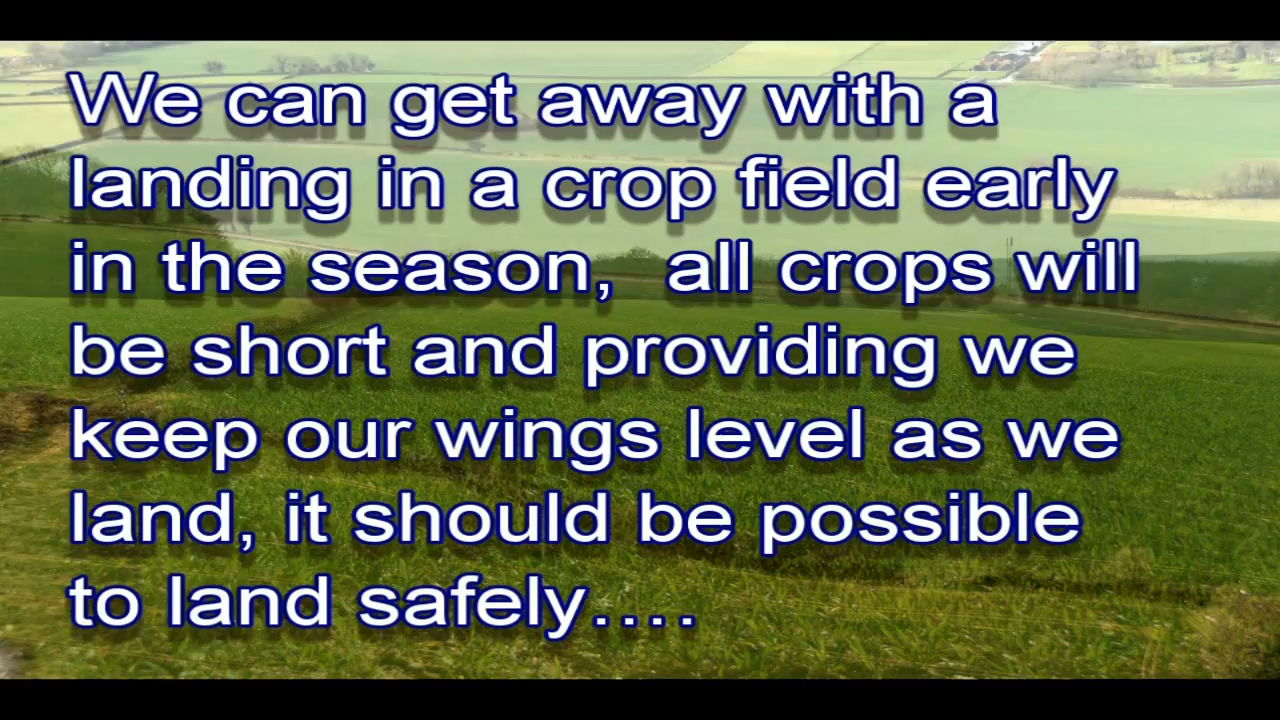 We can get away with a
landing in a crop field early
in the season,  all crops will
be short and providing we
keep our wings level as we
land, it should be possible
to land safely....